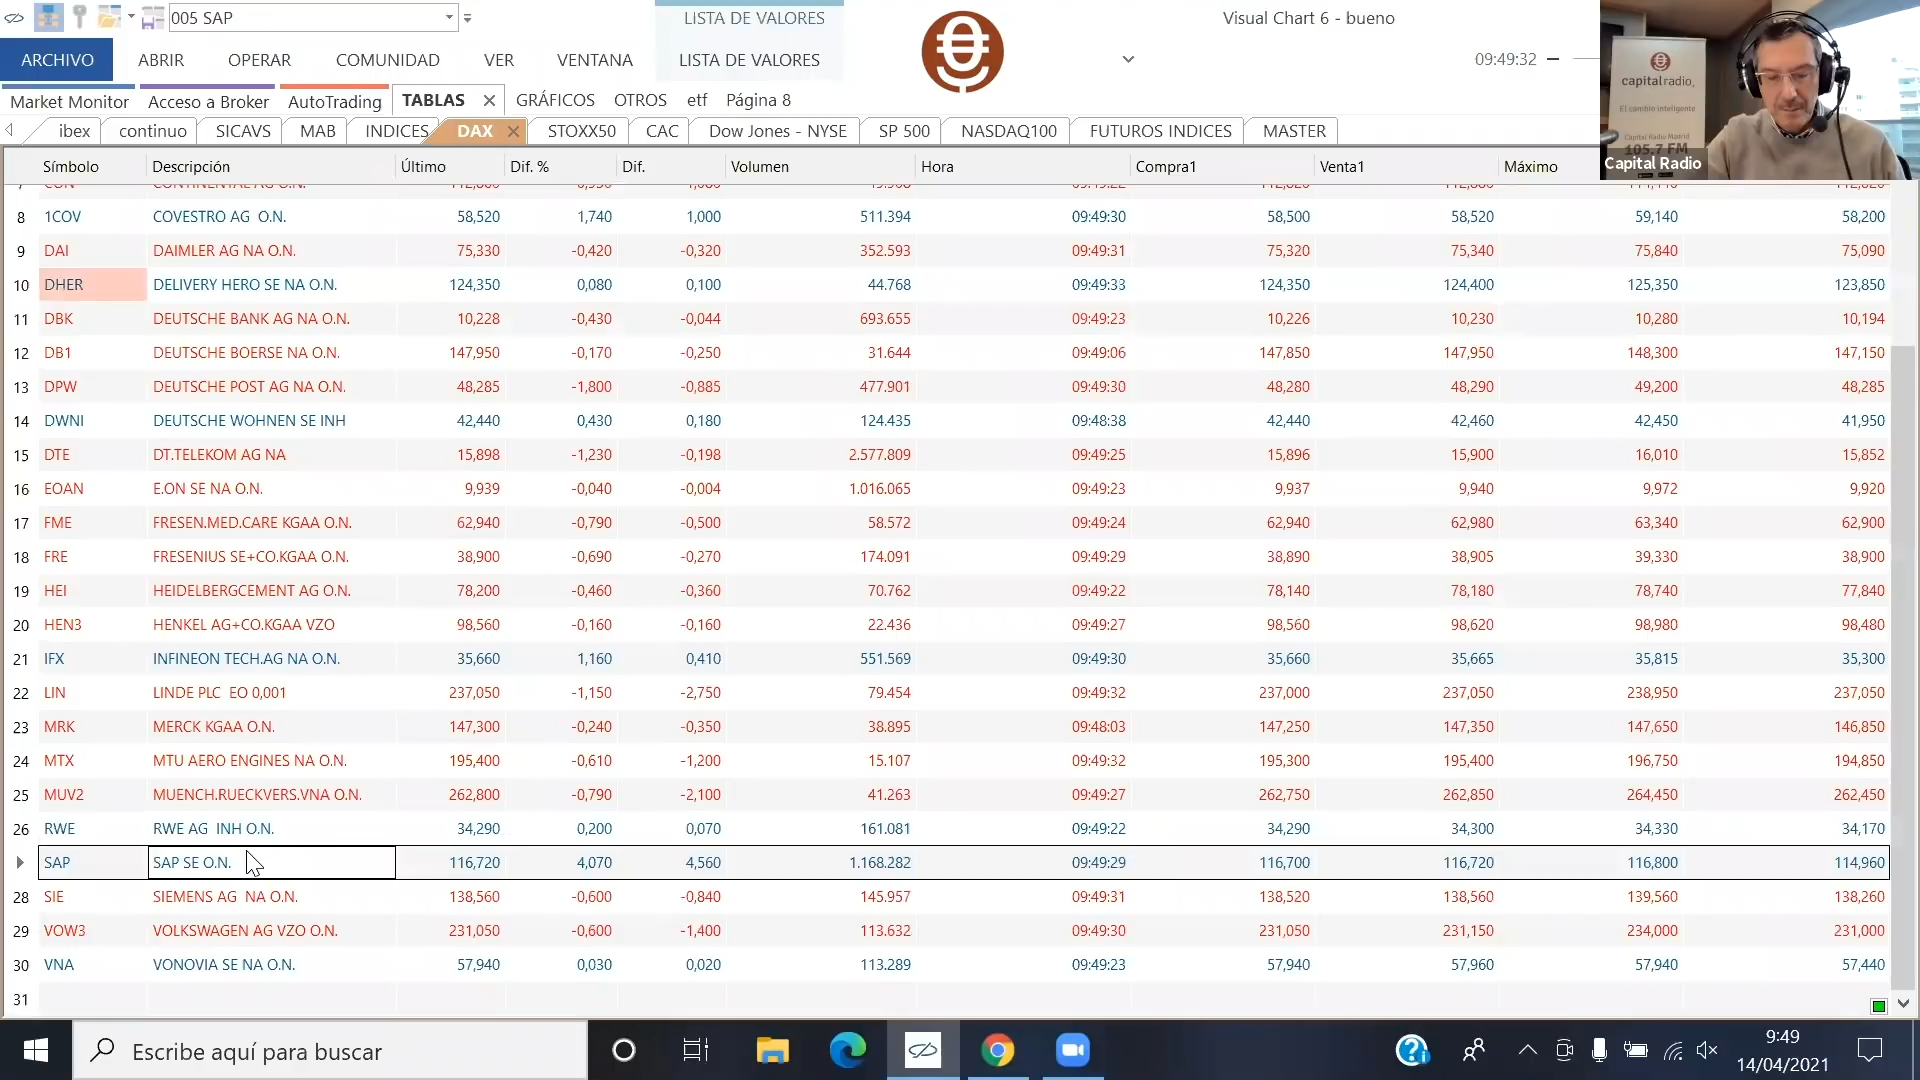 005 SAP
LISTA DE VALORES
Visual Chart 6 - bueno
ARCHIVO ABRIR OPERAR COMUNIDAD VER VENTANA LISTA DE VALORES
09:49:32
Market Monitor Acceso a Broker AutoTrading TABLAS GRÁFICOS OTROS etf Página 8
ibex continuo SICAVS MAB INDICES DAX STOXX50 CAC Dow Jones - NYSE SP 500 NASDAQ100 FUTUROS INDICES MASTER
capitalradio
El cambio inteligente
Capital Radio Madrid
105.7 FM
Capital Radio
Símbolo Descripción Último Dif. % Dif. Volumen Hora Compra1 Venta1 Máximo
8 1COV COVESTRO AG O.N. 58,520 1,740 1,000 511.394 09:49:30 58,500 58,520 59,140 58,200
9 DAI DAIMLER AG NA O.N. 75,330 -0,420 -0,320 352.593 09:49:31 75,320 75,340 75,840 75,090
10 DHER DELIVERY HERO SE NA O.N. 124,350 0,080 0,100 44.768 09:49:33 124,350 124,400 125,350 123,850
11 DBK DEUTSCHE BANK AG NA O.N. 10,228 -0,430 -0,044 693.655 09:49:23 10,226 10,230 10,280 10,194
12 DB1 DEUTSCHE BOERSE NA O.N. 147,950 -0,170 -0,250 31.644 09:49:06 147,850 147,950 148,300 147,150
13 DPW DEUTSCHE POST AG NA O.N. 48,285 -1,800 -0,885 477.901 09:49:30 48,280 48,290 49,200 48,285
14 DWNI DEUTSCHE WOHNEN SE INH 42,440 0,430 0,180 124.435 09:48:38 42,440 42,460 42,450 41,950
15 DTE DT.TELEKOM AG NA 15,898 -1,230 -0,198 2.577.809 09:49:25 15,896 15,900 16,010 15,852
16 EOAN E.ON SE NA O.N. 9,939 -0,040 -0,004 1.016.065 09:49:23 9,937 9,940 9,972 9,920
17 FME FRESEN.MED.CARE KGAA O.N. 62,940 -0,790 -0,500 58.572 09:49:24 62,940 62,980 63,340 62,900
18 FRE FRESENIUS SE+CO.KGAA O.N. 38,900 -0,690 -0,270 174.091 09:49:29 38,890 38,905 39,330 38,900
19 HEI HEIDELBERGCEMENT AG O.N. 78,200 -0,460 -0,360 70.762 09:49:22 78,140 78,180 78,740 77,840
20 HEN3 HENKEL AG+CO.KGAA VZO 98,560 -0,160 -0,160 22.436 09:49:27 98,560 98,620 98,980 98,480
21 IFX INFINEON TECH.AG NA O.N. 35,660 1,160 0,410 551.569 09:49:30 35,660 35,665 35,815 35,300
22 LIN LINDE PLC EO 0,001 237,050 -1,150 -2,750 79.454 09:49:32 237,000 237,050 238,950 237,050
23 MRK MERCK KGAA O.N. 147,300 -0,240 -0,350 38.895 09:48:03 147,250 147,350 147,650 146,850
24 MTX MTU AERO ENGINES NA O.N. 195,400 -0,610 -1,200 15.107 09:49:32 195,300 195,400 196,750 194,850
25 MUV2 MUENCH.RUECKVERS.VNA O.N. 262,800 -0,790 -2,100 41.263 09:49:27 262,750 262,850 264,450 262,450
26 RWE RWE AG INH O.N. 34,290 0,200 0,070 161.081 09:49:22 34,290 34,300 34,330 34,170
SAP SAP SE O.N. 116,720 4,070 4,560 1.168.282 09:49:29 116,700 116,720 116,800 114,960
28 SIE SIEMENS AG NA O.N. 138,560 -0,600 -0,840 145.957 09:49:31 138,520 138,560 139,560 138,260
29 VOW3 VOLKSWAGEN AG VZO O.N. 231,050 -0,600 -1,400 113.632 09:49:30 231,050 231,150 234,000 231,000
30 VNA VONOVIA SE NA O.N. 57,940 0,030 0,020 113.289 09:49:23 57,940 57,960 57,940 57,440
31
Escribe aquí para buscar
9:49
14/04/2021